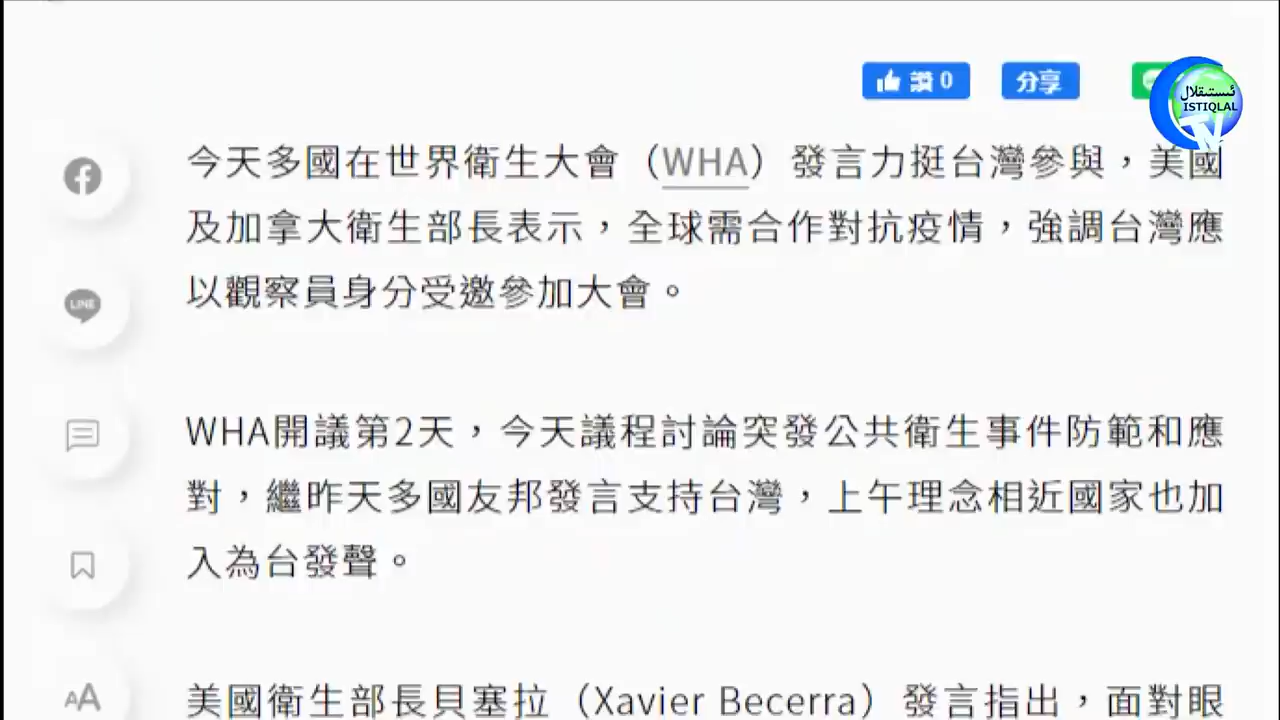 讚 0 分享
ئىستىقلال
ISTIQLAL
TV
今天多國在世界衛生大會（WHA）發言力挺台灣參與，美國
及加拿大衛生部長表示，全球需合作對抗疫情，強調台灣應
以觀察員身分受邀參加大會。
LINE
WHA開議第2天，今天議程討論突發公共衛生事件防範和應
對，繼昨天多國友邦發言支持台灣，上午理念相近國家也加
入為台發聲。
AA
美國衛生部長貝塞拉（Xavier Becerra）發言指出，面對眼